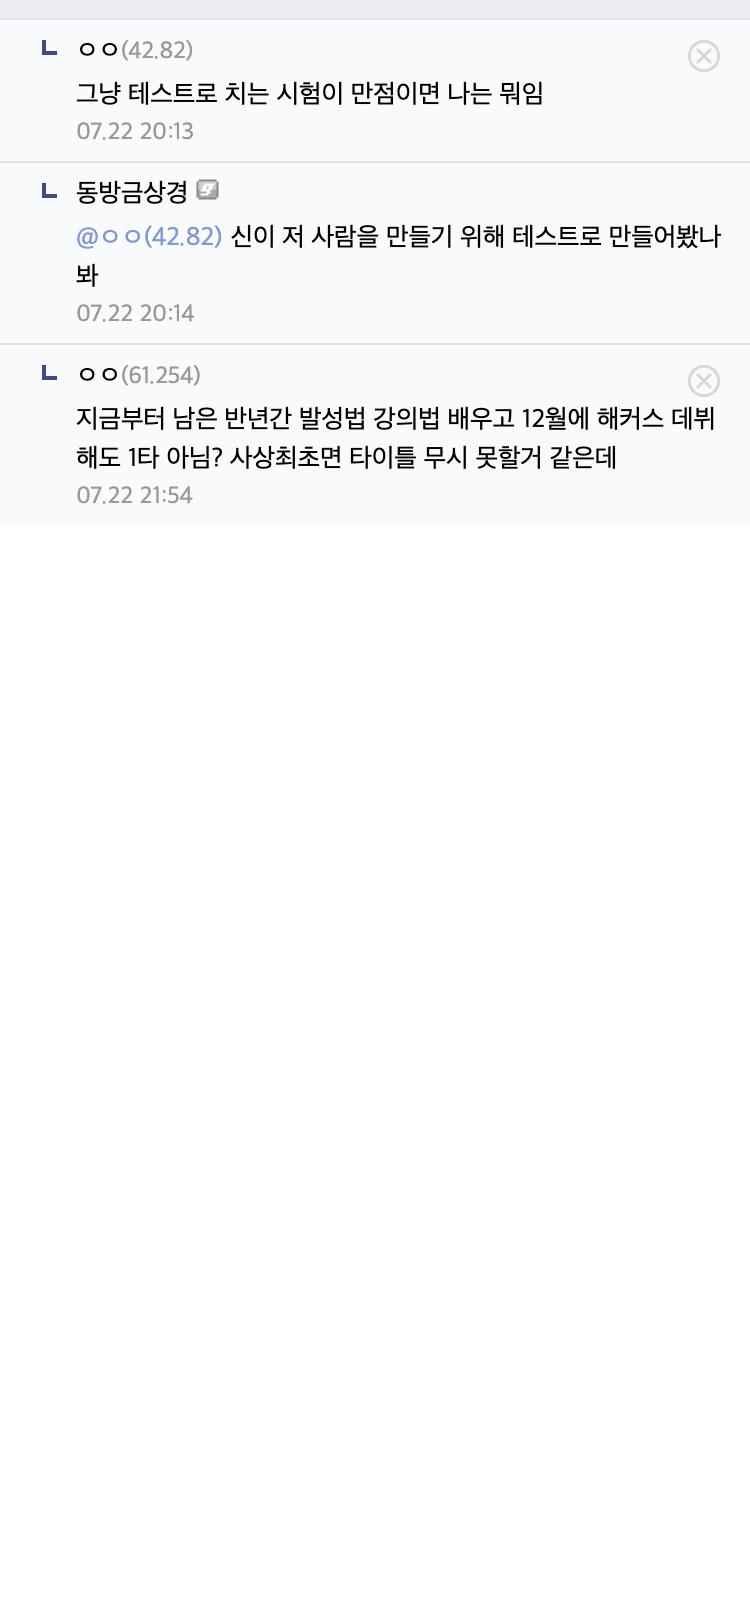 ㅇㅇ(42.82)
그냥 테스트로 치는 시험이 만점이면 나는 뭐임
07.22 20:13
동방금상경
@ㅇㅇ(42.82) 신이 저 사람을 만들기 위해 테스트로 만들어봤나
봐
07.22 20:14
ㅇㅇ(61.254)
지금부터 남은 반년간 발성법 강의법 배우고 12월에 해커스 데뷔
해도 1타 아님? 사상최초면 타이틀 무시 못할거 같은데
07.22 21:54